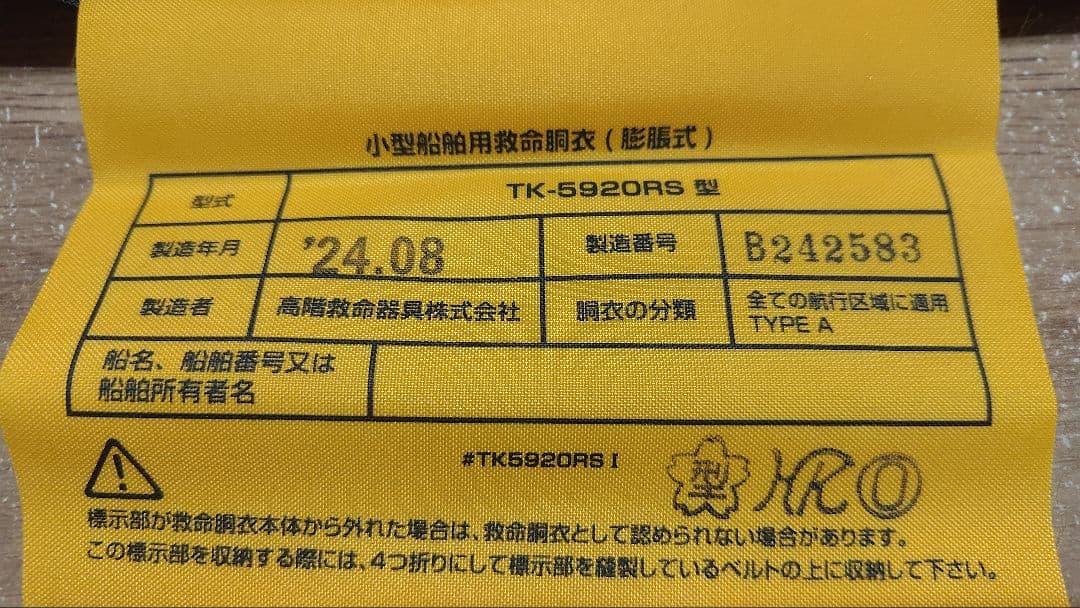 小型船舶用救命胴衣(膨脹式)
型式 TK-5920RS 型
製造年月 '24.08 製造番号 B242583
製造者 高階救命器具株式会社 胴衣の分類 全ての航行区域に適用
TYPE A
船名、船舶番号又は
船舶所有者名
#TK5920RS I
型 HK O
標示部が救命胴衣本体から外れた場合は、救命胴衣として認められない場合があります。
この標示部を収納する際には、4つ折りにして標示部を縫製しているベルトの上に収納して下さい。